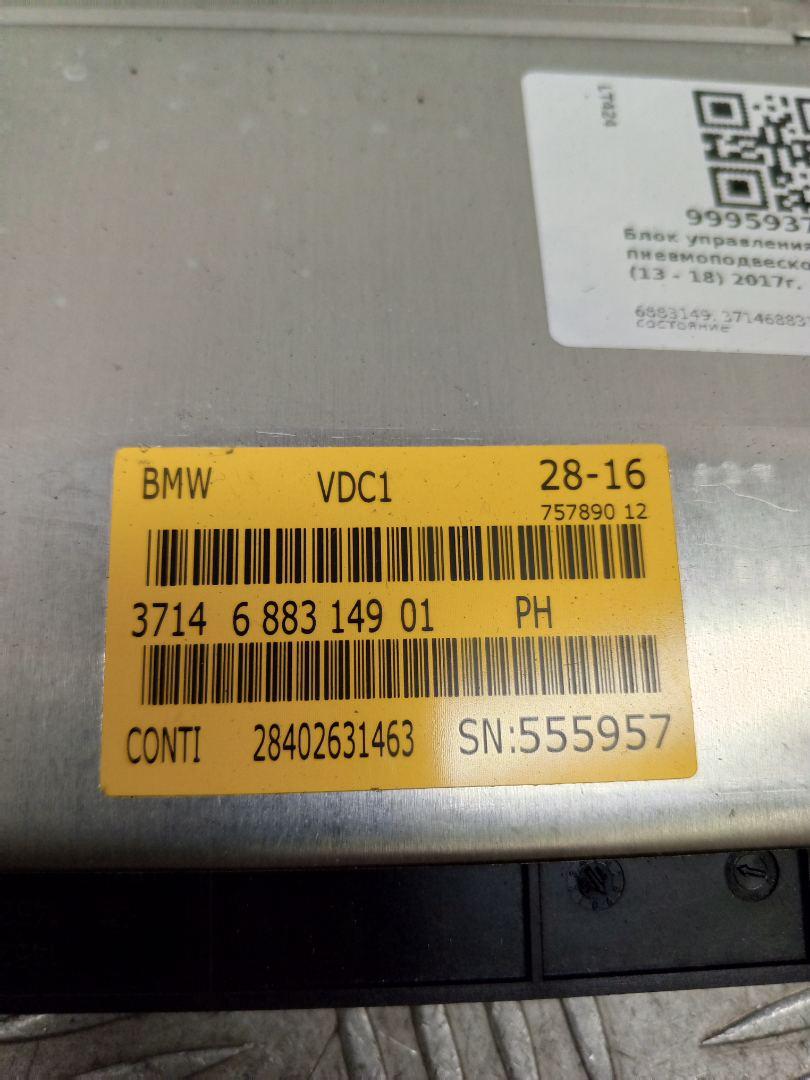 LT424
9995937
Блок управления
пневмоподвеско
(13 - 18) 2017г.
6883149, 37146883
состояние
BMW VDC1 28-16
757890 12
3714 6 883 149 01 PH
CONTI 28402631463 SN:555957